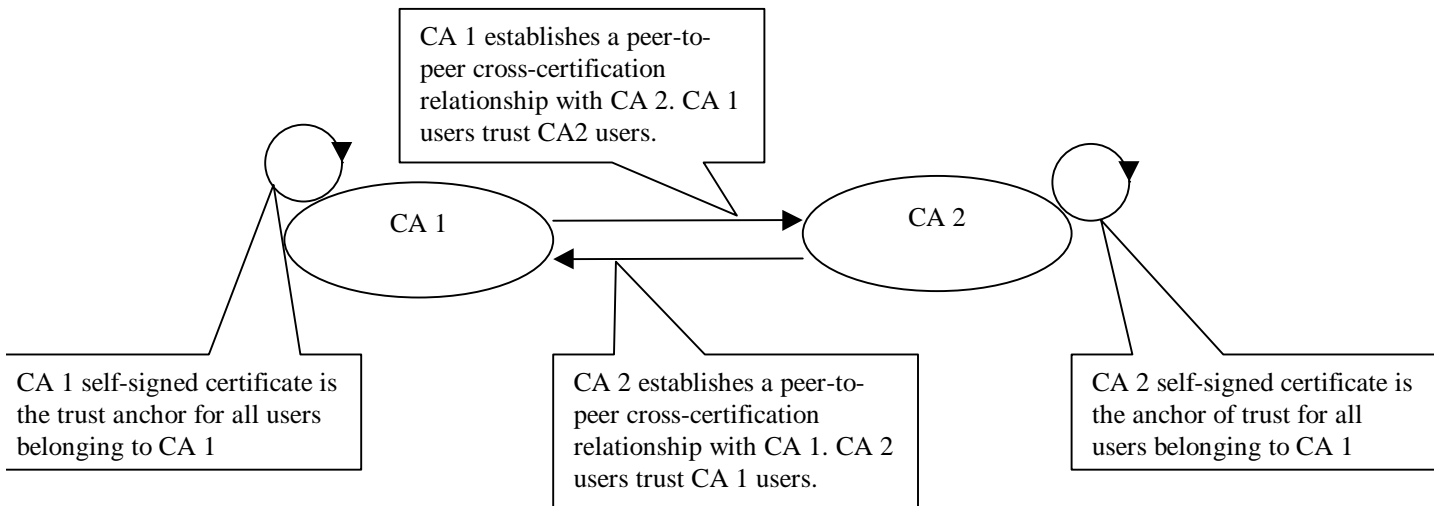 CA 1 establishes a peer-to-
peer cross-certification
relationship with CA 2. CA 1
users trust CA2 users.
CA 1
CA 2
CA 1 self-signed certificate is
the trust anchor for all users
belonging to CA 1
CA 2 establishes a peer-to-
peer cross-certification
relationship with CA 1. CA 2
users trust CA 1 users.
CA 2 self-signed certificate is
the anchor of trust for all
users belonging to CA 1